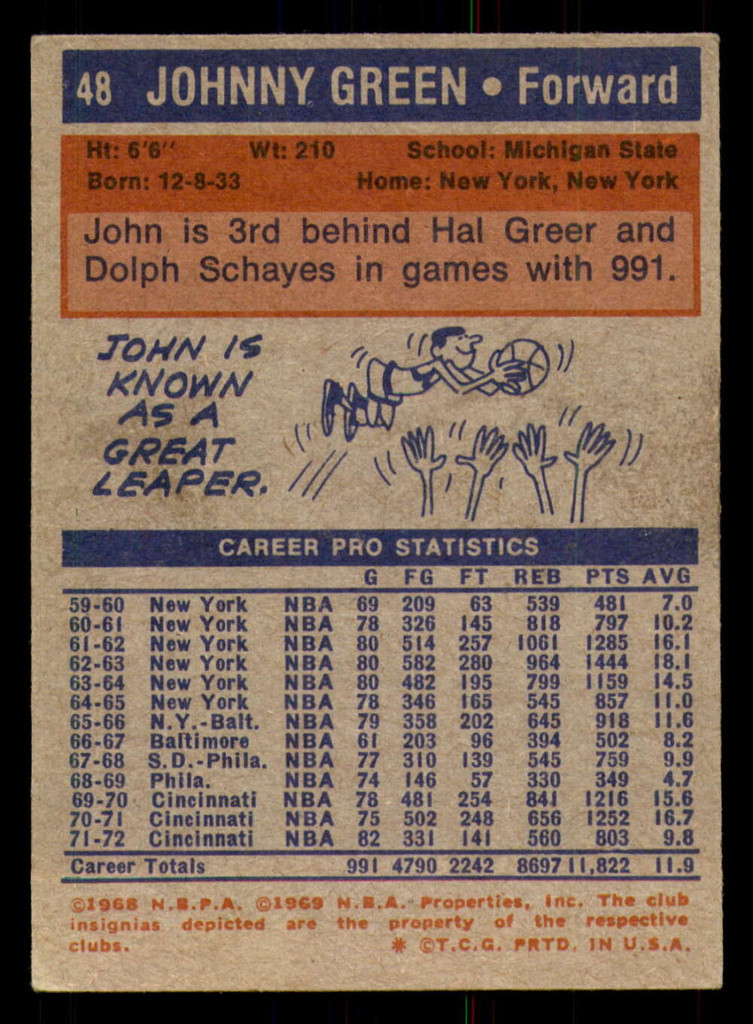 48 JOHNNY GREEN • Forward
Ht: 6'6" Wt: 210 School: Michigan State
Born: 12-8-33 Home: New York, New York
John is 3rd behind Hal Greer and
Dolph Schayes in games with 991.
JOHN IS
KNOWN
AS A
GREAT
LEAPER.
CAREER PRO STATISTICS
G FG FT REB PTS AVG
59-60 New York NBA 69 209 63 539 481 7.0
60-61 New York NBA 78 326 145 818 797 10.2
61-62 New York NBA 80 514 257 1061 1285 16.1
62-63 New York NBA 80 582 280 964 1444 18.1
63-64 New York NBA 80 482 195 799 1159 14.5
64-65 New York NBA 78 346 165 545 857 11.0
65-66 N.Y.-Balt. NBA 79 358 202 645 918 11.6
66-67 Baltimore NBA 61 203 96 394 502 8.2
67-68 S.D.-Phila. NBA 77 310 139 545 759 9.9
68-69 Phila. NBA 74 146 57 330 349 4.7
69-70 Cincinnati NBA 78 481 254 841 1216 15.6
70-71 Cincinnati NBA 75 502 248 656 1252 16.7
71-72 Cincinnati NBA 82 331 141 560 803 9.8
Career Totals 991 4790 2242 8697 11,822 11.9
©1968 N.B.P.A. ©1969 N.B.A. Properties, Inc. The club
insignias depicted are the property of the respective
clubs. * ©T.C.G. PRTD. IN U.S.A.